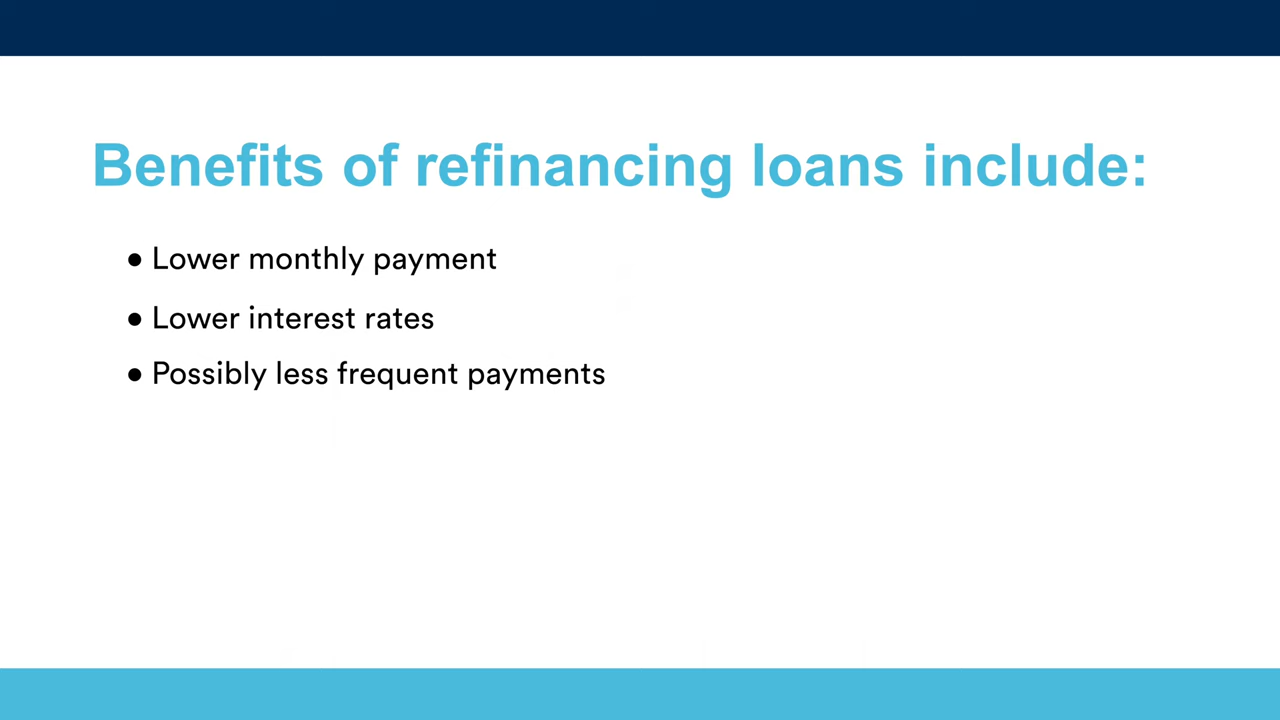 Benefits of refinancing loans include:
● Lower monthly payment
● Lower interest rates
● Possibly less frequent payments